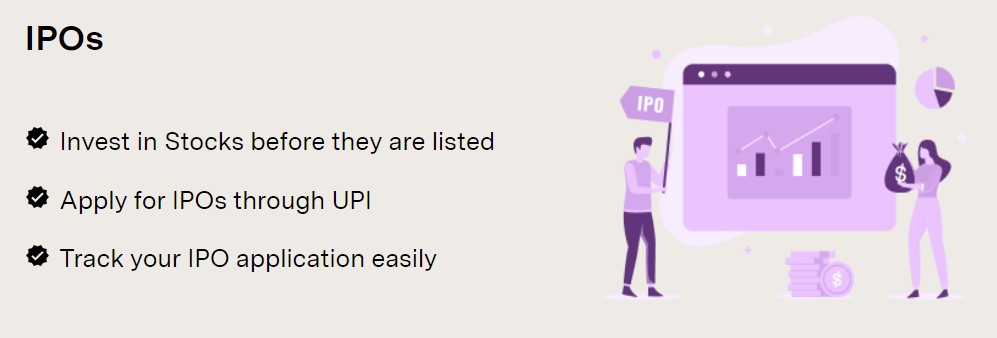 IPOs
IPO
Invest in Stocks before they are listed
$
Apply for IPOs through UPI
Track your IPO application easily
$